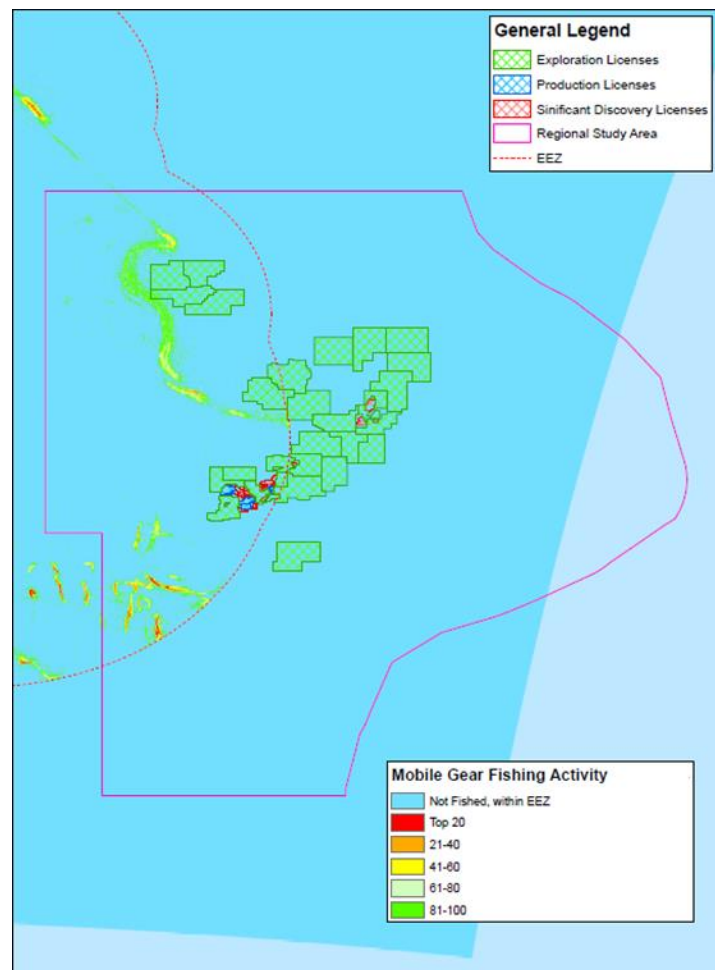 General Legend
Exploration Licenses
Production Licenses
Sinificant Discovery Licenses
Regional Study Area
EEZ
Mobile Gear Fishing Activity
Not Fished, within EEZ
Top 20
21-40
41-60
61-80
81-100